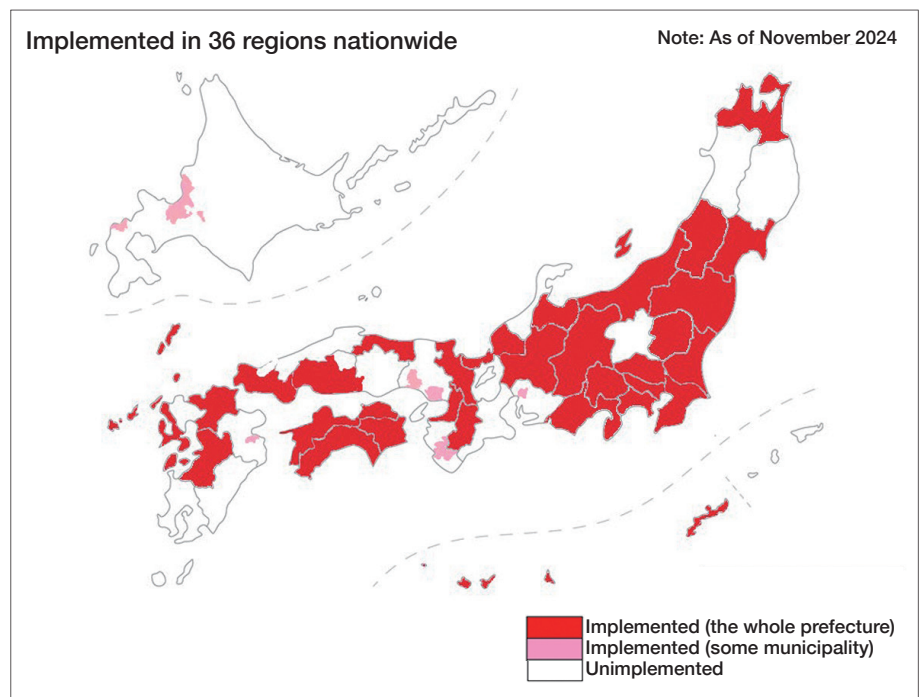 Implemented in 36 regions nationwide
Note: As of November 2024
Implemented (the whole prefecture)
Implemented (some municipality)
Unimplemented